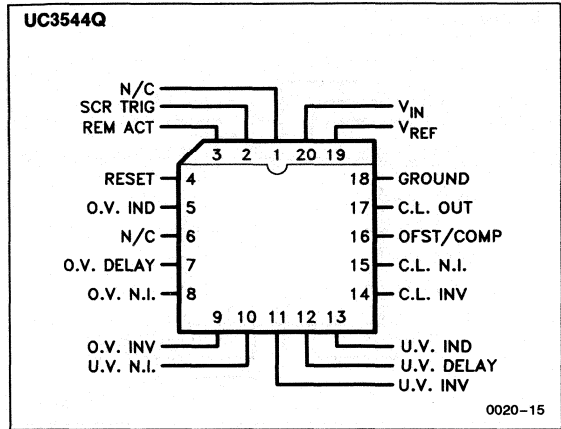 UC3544Q
N/C
SCR TRIG
REM ACT
V_IN
V_REF
3 2 1 20 19
RESET 4
18 GROUND
O.V. IND 5
17 C.L. OUT
N/C 6
16 OFST/COMP
O.V. DELAY 7
15 C.L. N.I.
O.V. N.I. 8
14 C.L. INV
9 10 11 12 13
O.V. INV
U.V. N.I.
U.V. IND
U.V. DELAY
U.V. INV
0020-15